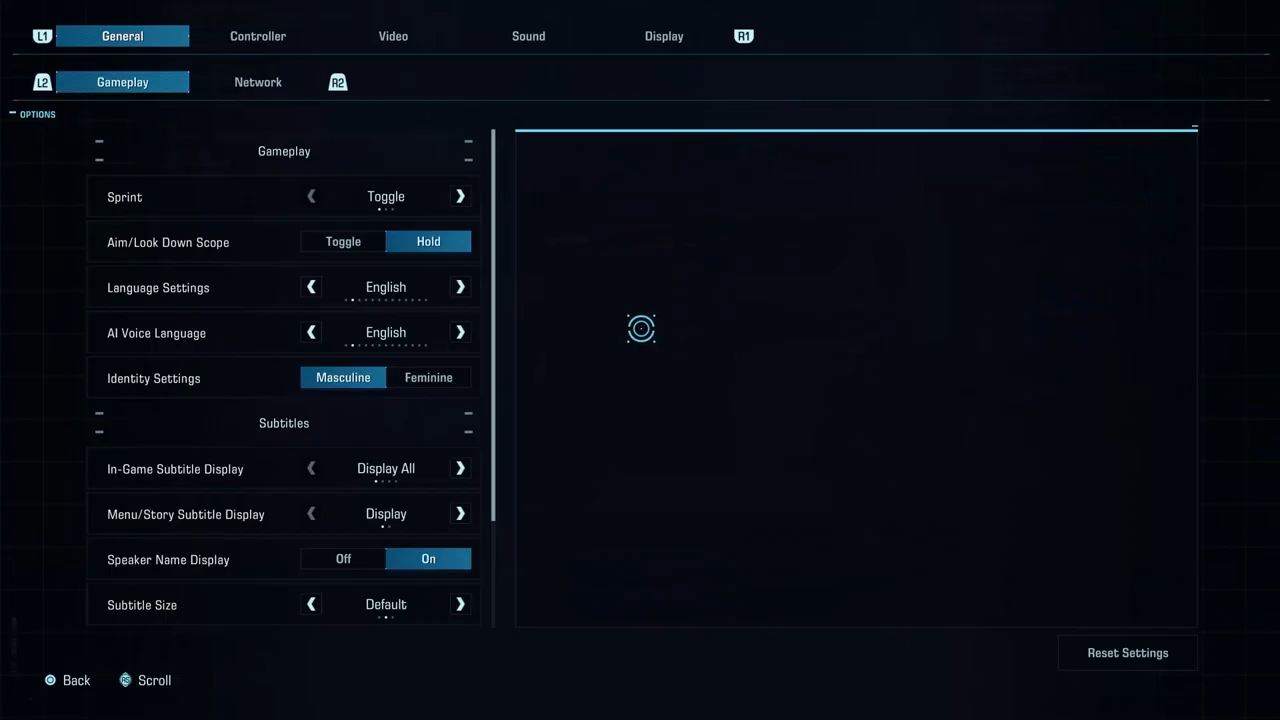 L1 General Controller Video Sound Display R1
L2 Gameplay Network R2
OPTIONS
Gameplay
Sprint Toggle
Aim/Look Down Scope Toggle Hold
Language Settings English
AI Voice Language English
Identity Settings Masculine Feminine
Subtitles
In-Game Subtitle Display Display All
Menu/Story Subtitle Display Display
Speaker Name Display Off On
Subtitle Size Default
Reset Settings
Back RS Scroll